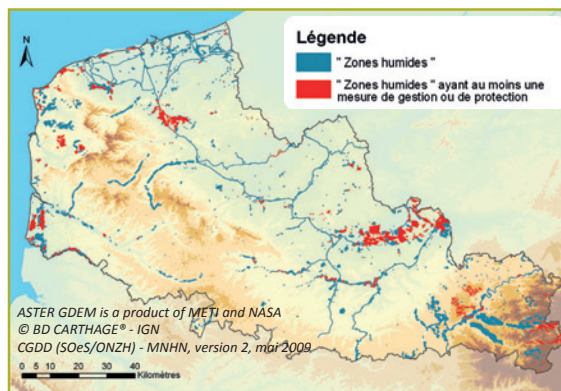 N
Légende
" Zones humides "
" Zones humides " ayant au moins une
mesure de gestion ou de protection
ASTER GDEM is a product of METI and NASA
© BD CARTHAGE® - IGN
CGDD (SOeS/ONZH) - MNHN, version 2, mai 2009
0 5 10 20 30 40
Kilomètres